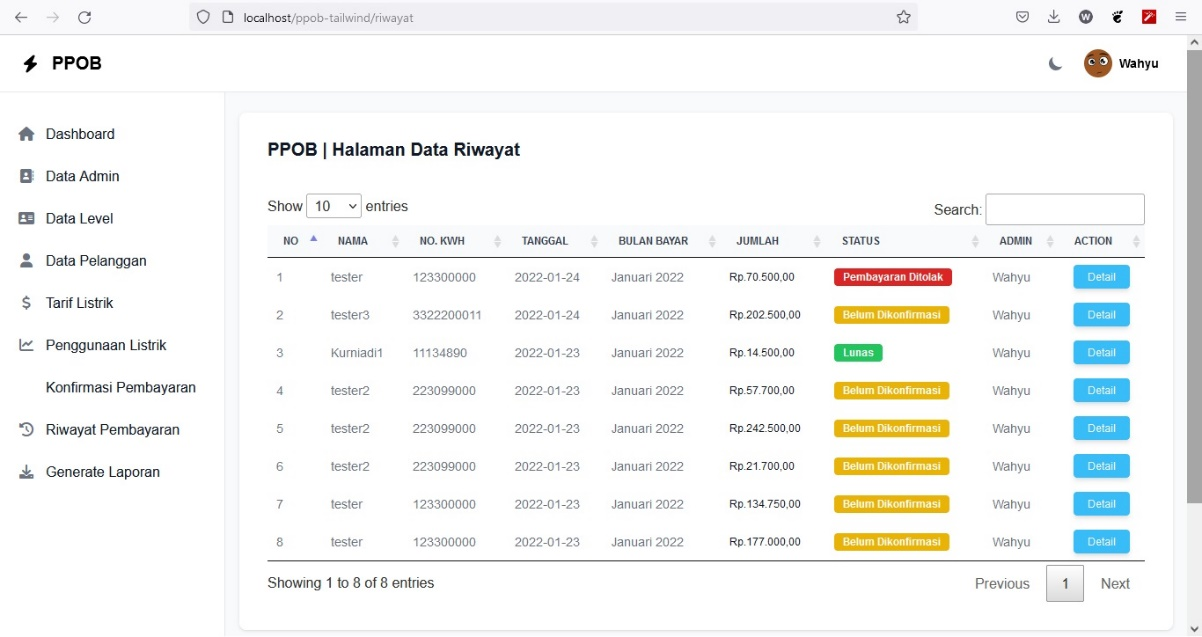 localhost/ppob-tailwind/riwayat
W
PPOB
Wahyu
Dashboard
Data Admin
Data Level
Data Pelanggan
Tarif Listrik
Penggunaan Listrik
Konfirmasi Pembayaran
Riwayat Pembayaran
Generate Laporan
PPOB | Halaman Data Riwayat
Show 10 entries
Search:
NO NAMA NO. KWH TANGGAL BULAN BAYAR JUMLAH STATUS ADMIN ACTION
1 tester 123300000 2022-01-24 Januari 2022 Rp.70.500,00 Pembayaran Ditolak Wahyu Detail
2 tester3 3322200011 2022-01-24 Januari 2022 Rp.202.500,00 Belum Dikonfirmasi Wahyu Detail
3 Kurniadi1 11134890 2022-01-23 Januari 2022 Rp.14.500,00 Lunas Wahyu Detail
4 tester2 223099000 2022-01-23 Januari 2022 Rp.57.700,00 Belum Dikonfirmasi Wahyu Detail
5 tester2 223099000 2022-01-23 Januari 2022 Rp.242.500,00 Belum Dikonfirmasi Wahyu Detail
6 tester2 223099000 2022-01-23 Januari 2022 Rp.21.700,00 Belum Dikonfirmasi Wahyu Detail
7 tester 123300000 2022-01-23 Januari 2022 Rp.134.750,00 Belum Dikonfirmasi Wahyu Detail
8 tester 123300000 2022-01-23 Januari 2022 Rp.177.000,00 Belum Dikonfirmasi Wahyu Detail
Showing 1 to 8 of 8 entries
Previous 1 Next